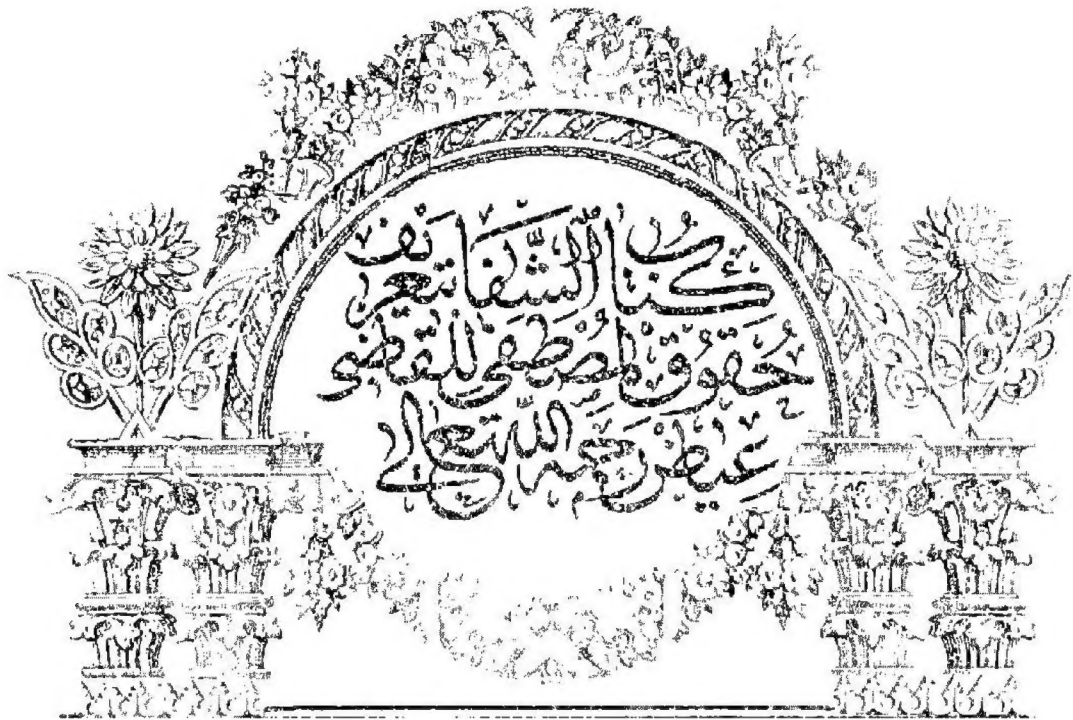 كتاب الشفا بتعريف
حقوق المصطفى للقاضي
عياض رحمه الله تعالى